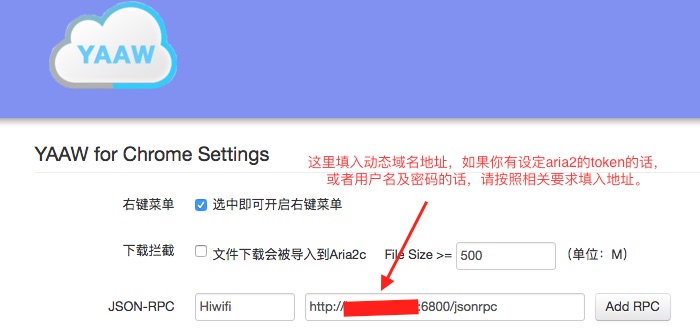 YAAW
YAAW for Chrome Settings
这里填入动态域名地址，如果你有设定aria2的token的话，
或者用户名及密码的话，请按照相关要求填入地址。
右键菜单 选中即可开启右键菜单
下载拦截 文件下载会被导入到Aria2c File Size >= 500 （单位：M）
JSON-RPC Hiwifi http:// :6800/jsonrpc Add RPC